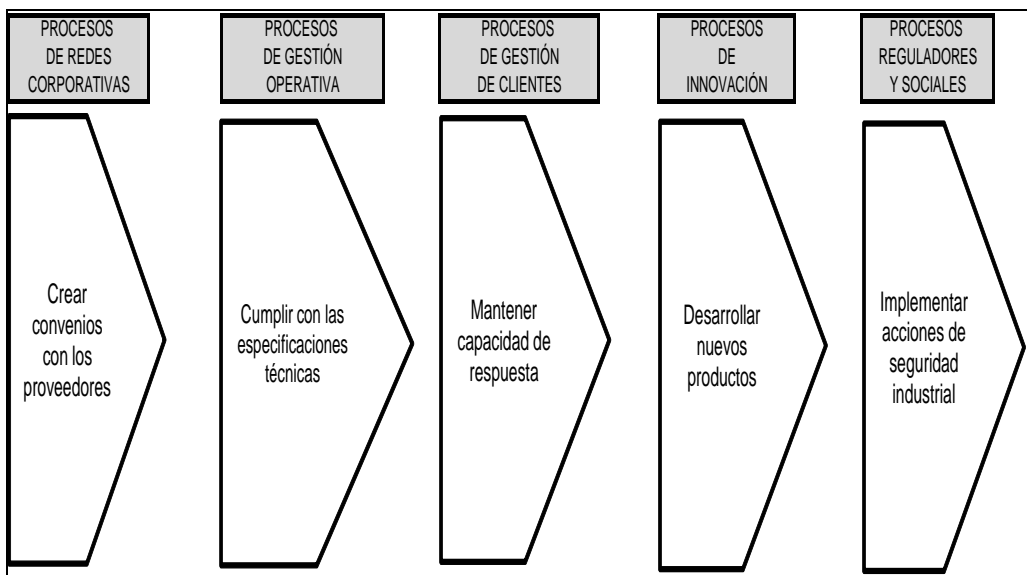 PROCESOS
DE REDES
CORPORATIVAS
PROCESOS
DE GESTIÓN
OPERATIVA
PROCESOS
DE GESTIÓN
DE CLIENTES
PROCESOS
DE
INNOVACIÓN
PROCESOS
REGULADORES
Y SOCIALES
Crear
convenios
con los
proveedores
Cumplir con las
especificaciones
técnicas
Mantener
capacidad de
respuesta
Desarrollar
nuevos
productos
Implementar
acciones de
seguridad
industrial